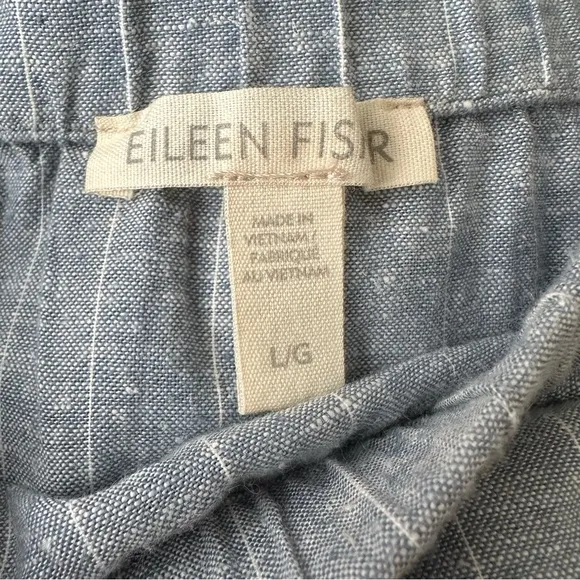 EILEEN FISR
MADE IN
VIETNAM/
FABRIQUÉ
AU VIETNAM
L/G